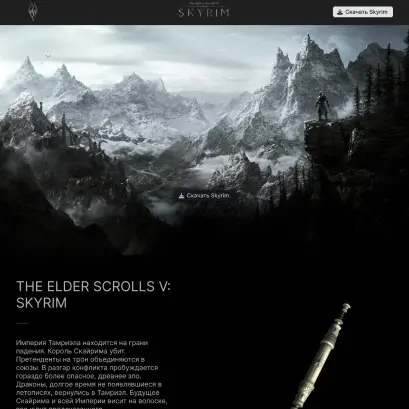 SKYRIM
Скачать Skyrim
Скачать Skyrim
THE ELDER SCROLLS V:
SKYRIM
Империя Тамриэла находится на грани
падения. Король Скайрима убит.
Претенденты на трон объединяются в
союзы. В разгар конфликта пробуждается
гораздо более опасное, древнее зло.
Драконы, долгое время не появлявшиеся в
летописях, вернулись в Тамриэл. Будущее
Скайрима и всей Империи висит на волоске,